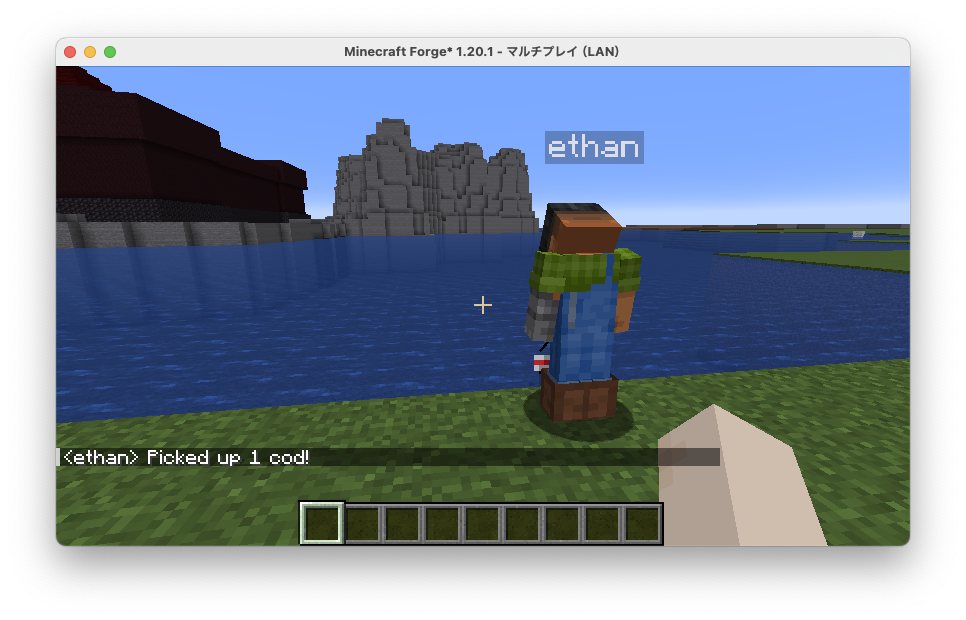 Minecraft Forge* 1.20.1 - マルチプレイ（LAN）
ethan
<ethan> Picked up 1 cod!